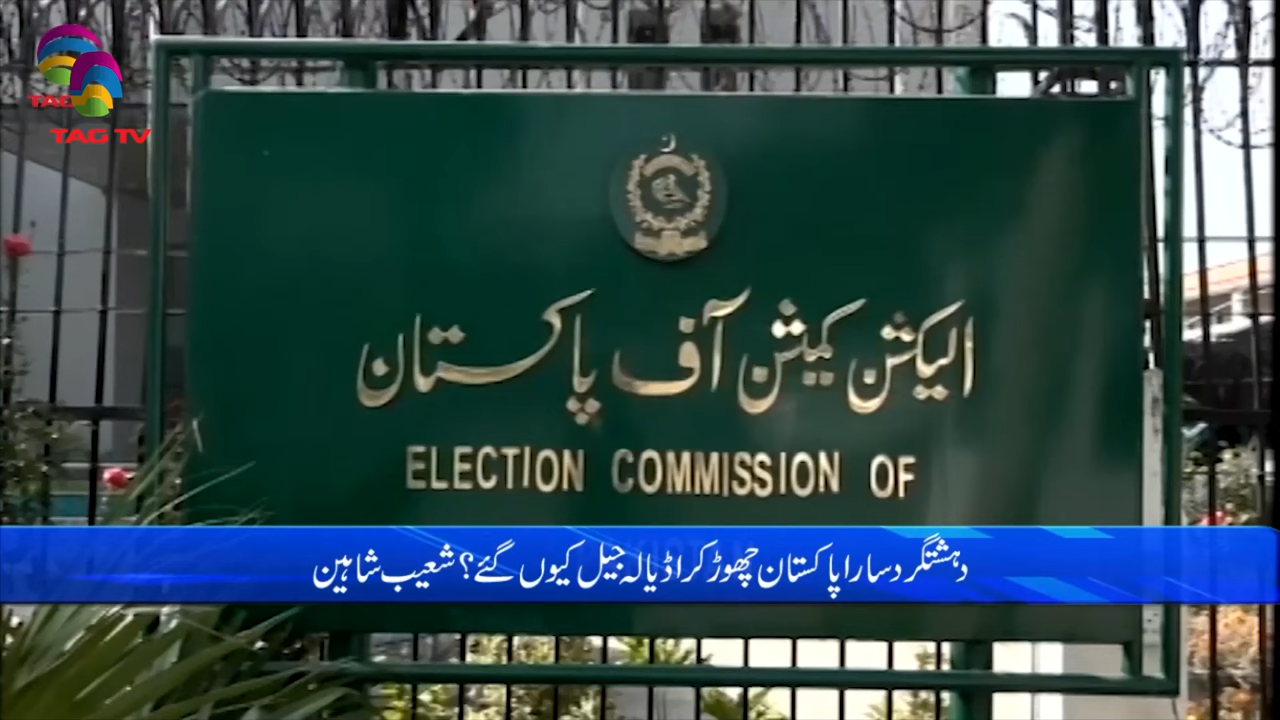 TAG
TAG TV
الیکشن کمیشن آف پاکستان
ELECTION COMMISSION OF
دہشتگرد سارا پاکستان چھوڑ کر اڈیالہ جیل کیوں گئے؟ شعیب شاہین